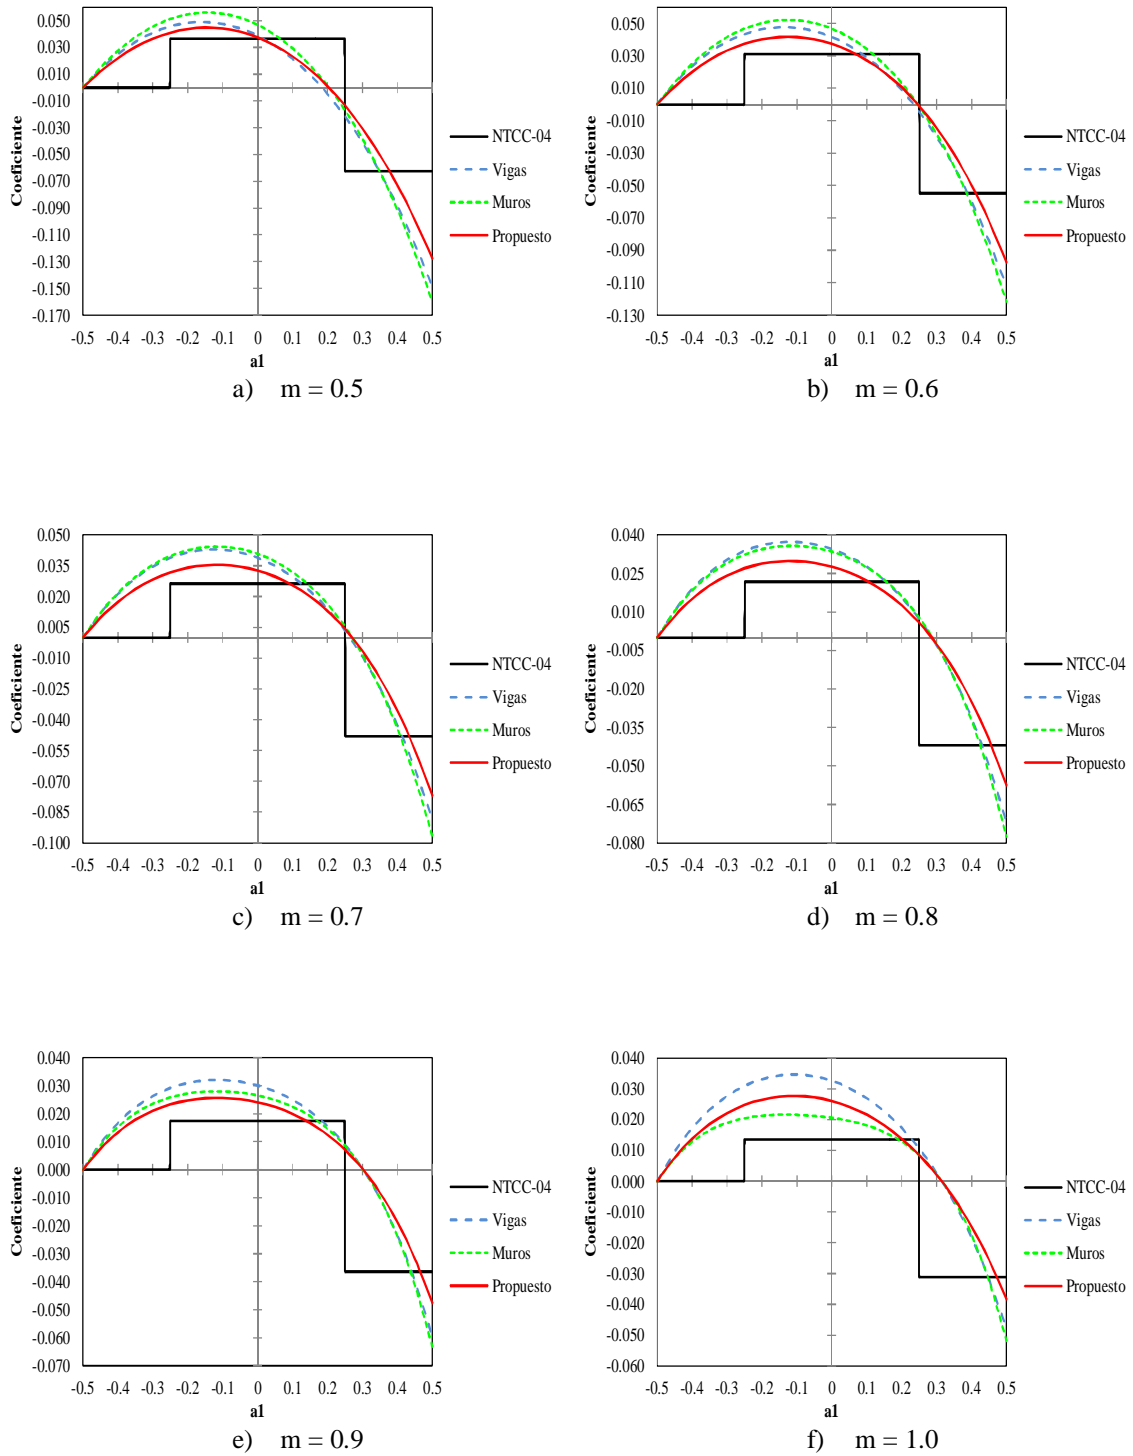 0.050
0.030
0.010
-0.010
-0.030
-0.050
-0.070
-0.090
-0.110
-0.130
-0.150
-0.170
Coeficiente
-0.5 -0.4 -0.3 -0.2 -0.1 0 0.1 0.2 0.3 0.4 0.5
a1
NTCC-04
Vigas
Muros
Propuesto
a) m = 0.5
0.050
0.030
0.010
-0.010
-0.030
-0.050
-0.070
-0.090
-0.110
-0.130
Coeficiente
-0.5 -0.4 -0.3 -0.2 -0.1 0 0.1 0.2 0.3 0.4 0.5
a1
NTCC-04
Vigas
Muros
Propuesto
b) m = 0.6
0.050
0.035
0.020
0.005
-0.010
-0.025
-0.040
-0.055
-0.070
-0.085
-0.100
Coeficiente
-0.5 -0.4 -0.3 -0.2 -0.1 0 0.1 0.2 0.3 0.4 0.5
a1
NTCC-04
Vigas
Muros
Propuesto
c) m = 0.7
0.040
0.025
0.010
-0.005
-0.020
-0.035
-0.050
-0.065
-0.080
Coeficiente
-0.5 -0.4 -0.3 -0.2 -0.1 0 0.1 0.2 0.3 0.4 0.5
a1
NTCC-04
Vigas
Muros
Propuesto
d) m = 0.8
0.040
0.030
0.020
0.010
0.000
-0.010
-0.020
-0.030
-0.040
-0.050
-0.060
-0.070
Coeficiente
-0.5 -0.4 -0.3 -0.2 -0.1 0 0.1 0.2 0.3 0.4 0.5
a1
NTCC-04
Vigas
Muros
Propuesto
e) m = 0.9
0.040
0.030
0.020
0.010
0.000
-0.010
-0.020
-0.030
-0.040
-0.050
-0.060
Coeficiente
-0.5 -0.4 -0.3 -0.2 -0.1 0 0.1 0.2 0.3 0.4 0.5
a1
NTCC-04
Vigas
Muros
Propuesto
f) m = 1.0